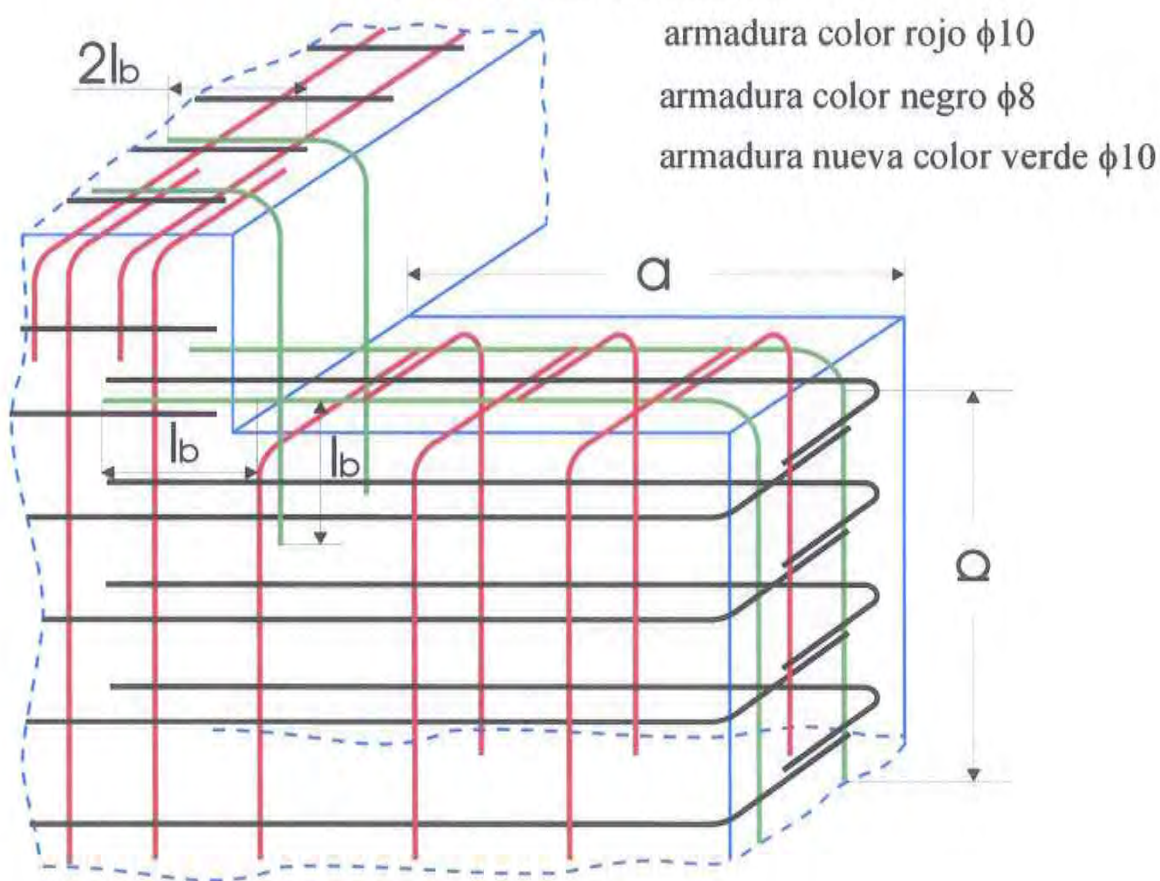 armadura color rojo ϕ10
2lb
armadura color negro ϕ8
armadura nueva color verde ϕ10
a
lb
lb
a